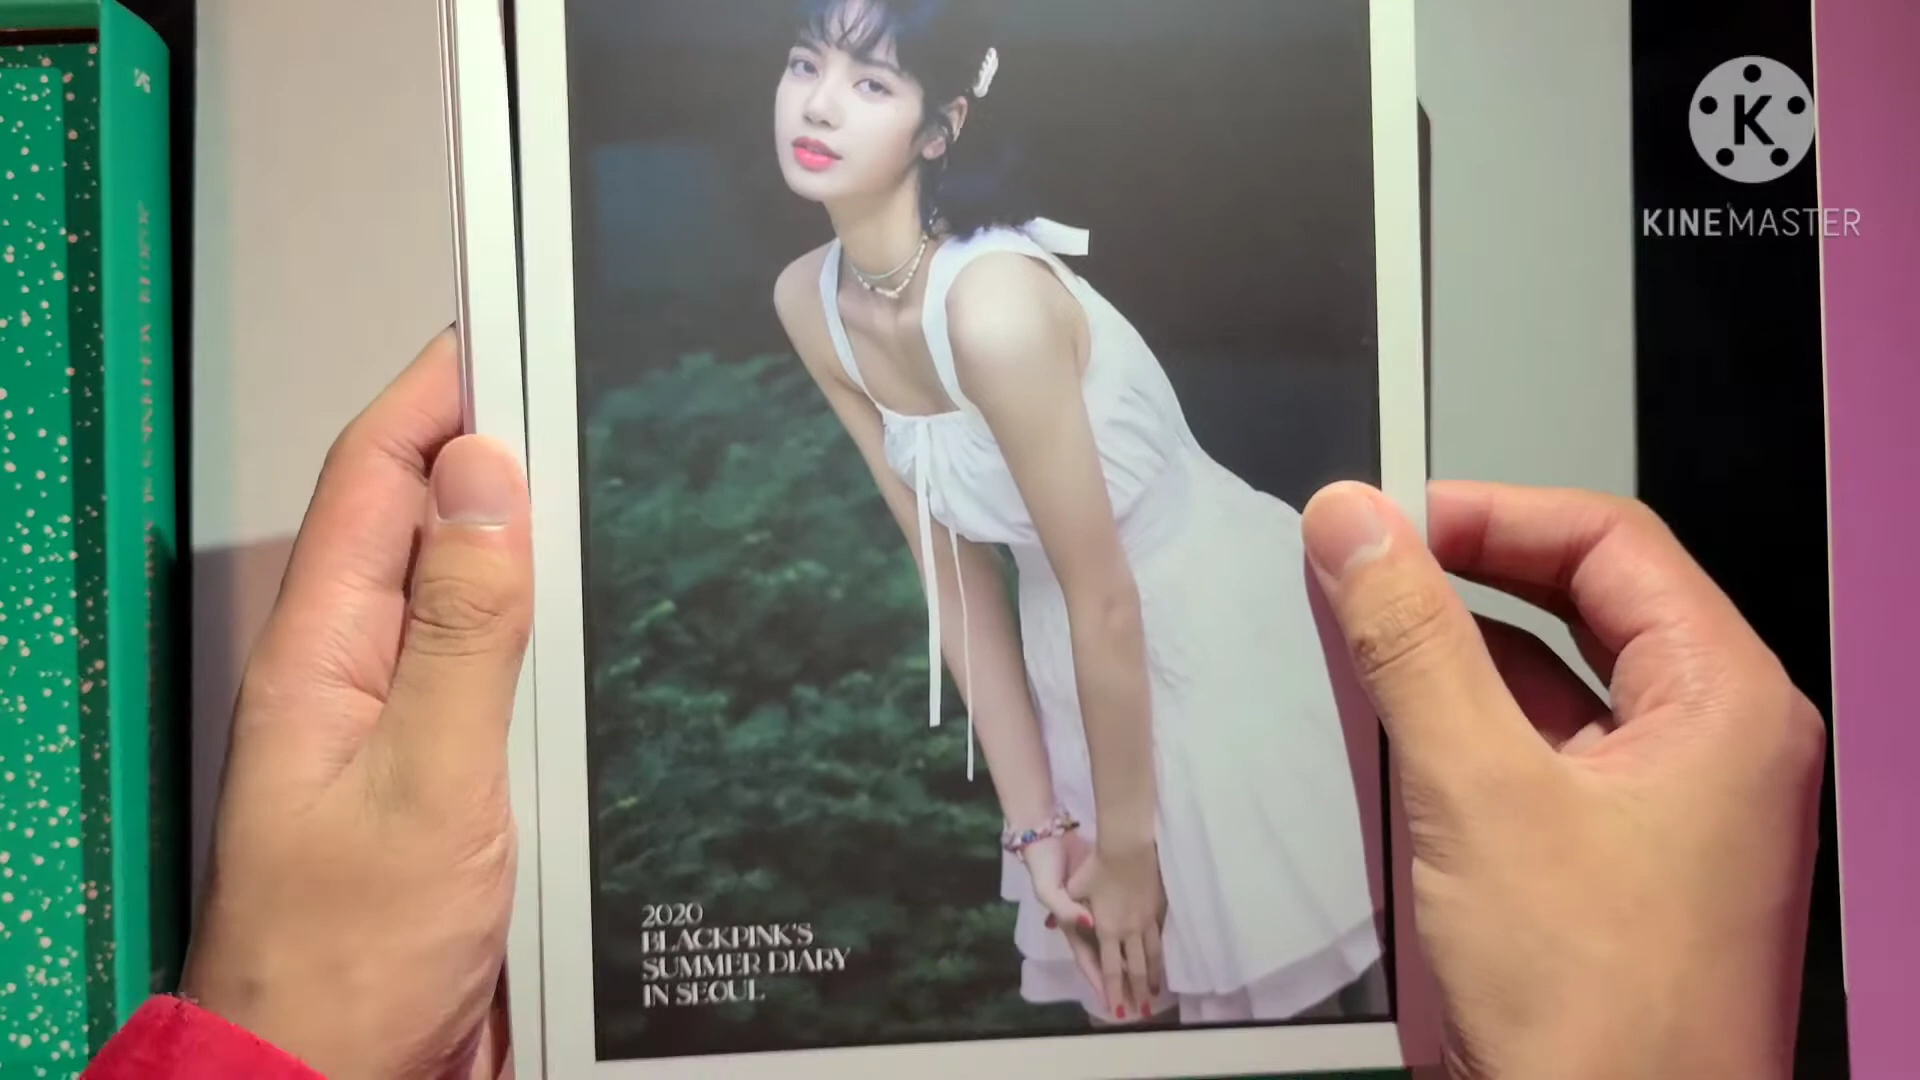 K
KINEMASTER
2020
BLACKPINK'S
SUMMER DIARY
IN SEOUL